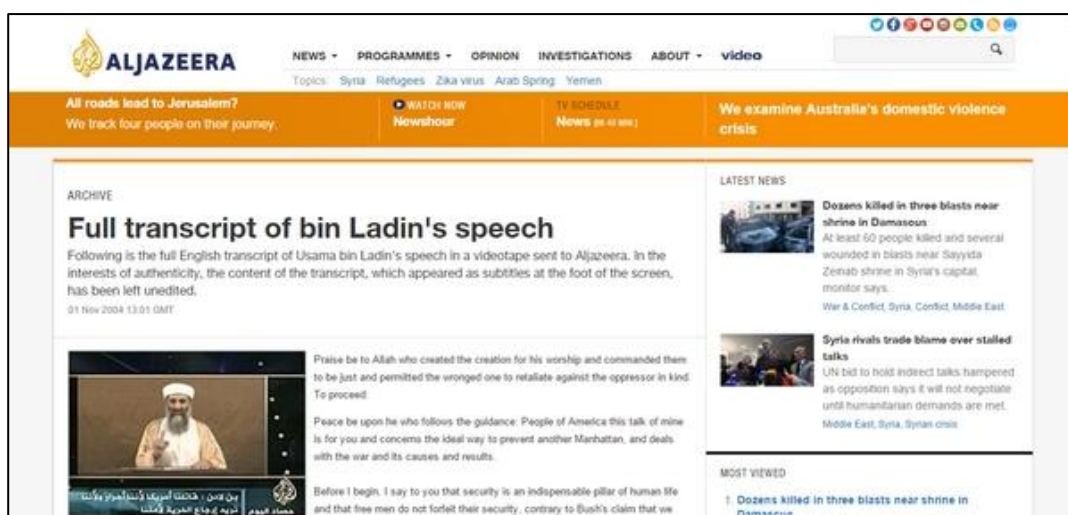 ALJAZEERA
NEWS PROGRAMMES OPINION INVESTIGATIONS ABOUT video
Topics: Syria Refugees Zika virus Arab Spring Yemen
All roads lead to Jerusalem?
We track four people on their journey.
WATCH NOW
Newshour
TV SCHEDULE
News
We examine Australia's domestic violence
crisis
ARCHIVE
Full transcript of bin Ladin's speech
Following is the full English transcript of Usama bin Ladin's speech in a videotape sent to Aljazeera. In the
interests of authenticity, the content of the transcript, which appeared as subtitles at the foot of the screen,
has been left unedited.
01 Nov 2004 13:01 GMT
Praise be to Allah who created the creation for his worship and commanded them
to be just and permitted the wronged one to retaliate against the oppressor in kind.
To proceed:
Peace be upon he who follows the guidance: People of America this talk of mine
is for you and concerns the ideal way to prevent another Manhattan, and deals
with the war and its causes and results.
Before I begin, I say to you that security is an indispensable pillar of human life
and that free men do not forfeit their security, contrary to Bush's claim that we
حصاد اليوم
LATEST NEWS
Dozens killed in three blasts near
shrine in Damascus
At least 60 people killed and several
wounded in blasts near Sayyida
Zeinab shrine in Syria's capital,
monitor says.
War & Conflict, Syria, Conflict, Middle East
Syria rivals trade blame over stalled
talks
UN bid to hold indirect talks hampered
as opposition says it will not negotiate
until humanitarian demands are met.
Middle East, Syria, Syrian crisis
MOST VIEWED
1. Dozens killed in three blasts near shrine in
Damascus